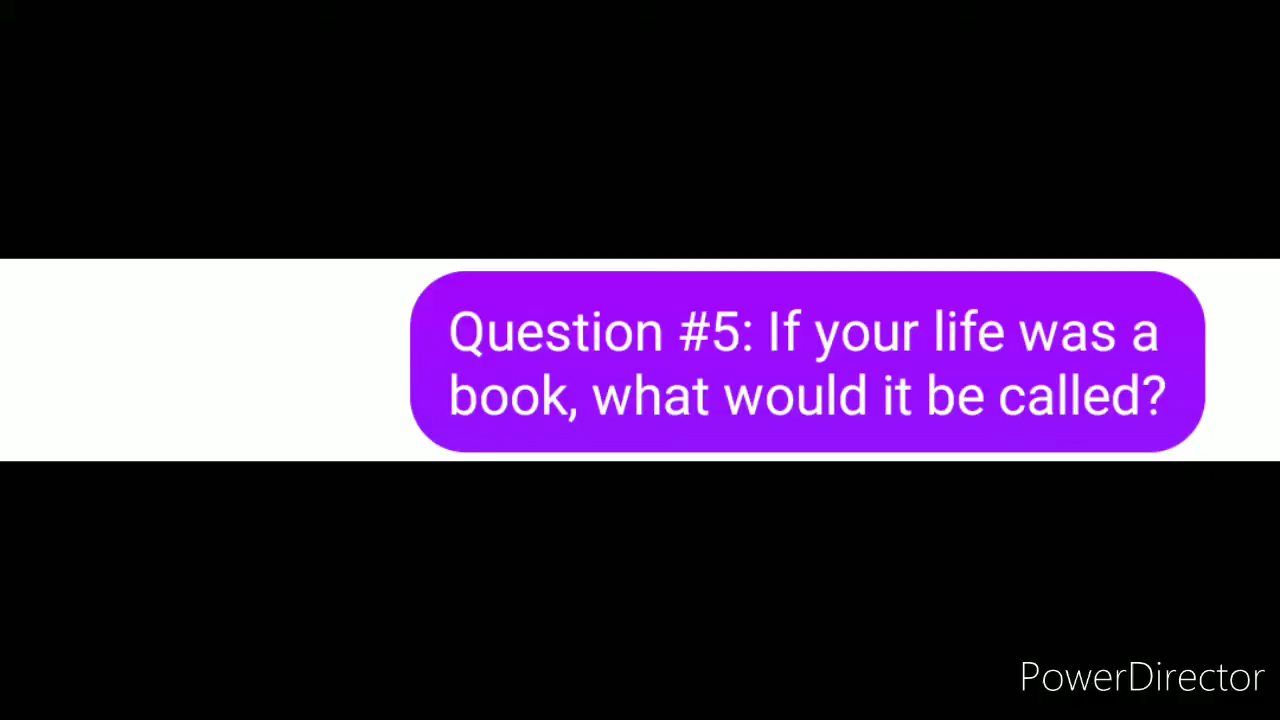 Question #5: If your life was a
book, what would it be called?
PowerDirector